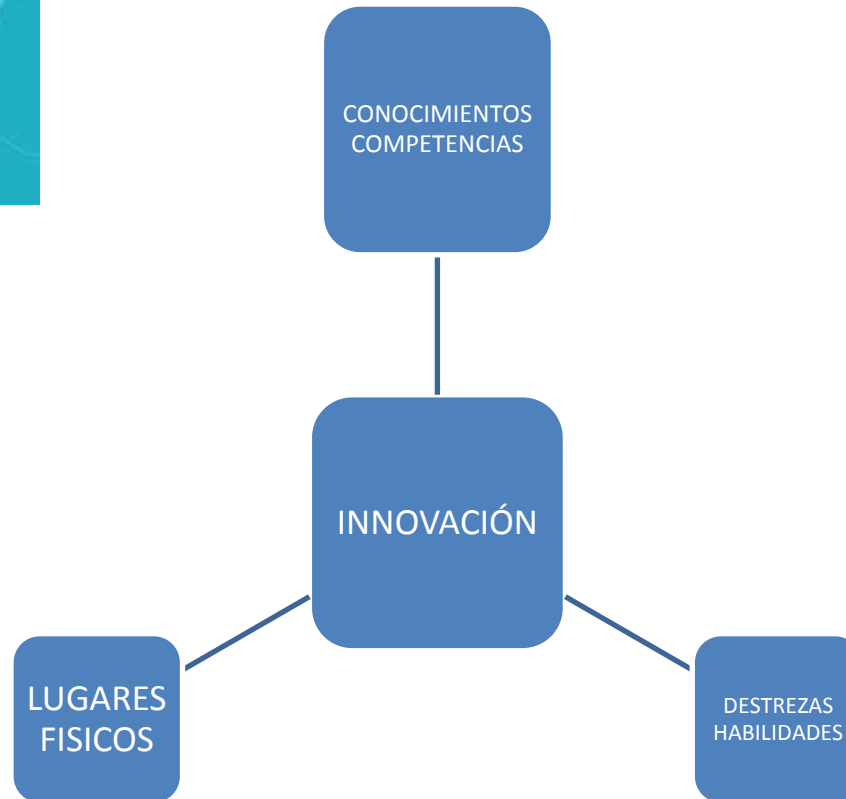 CONOCIMIENTOS
COMPETENCIAS
INNOVACIÓN
LUGARES
FISICOS
DESTREZAS
HABILIDADES